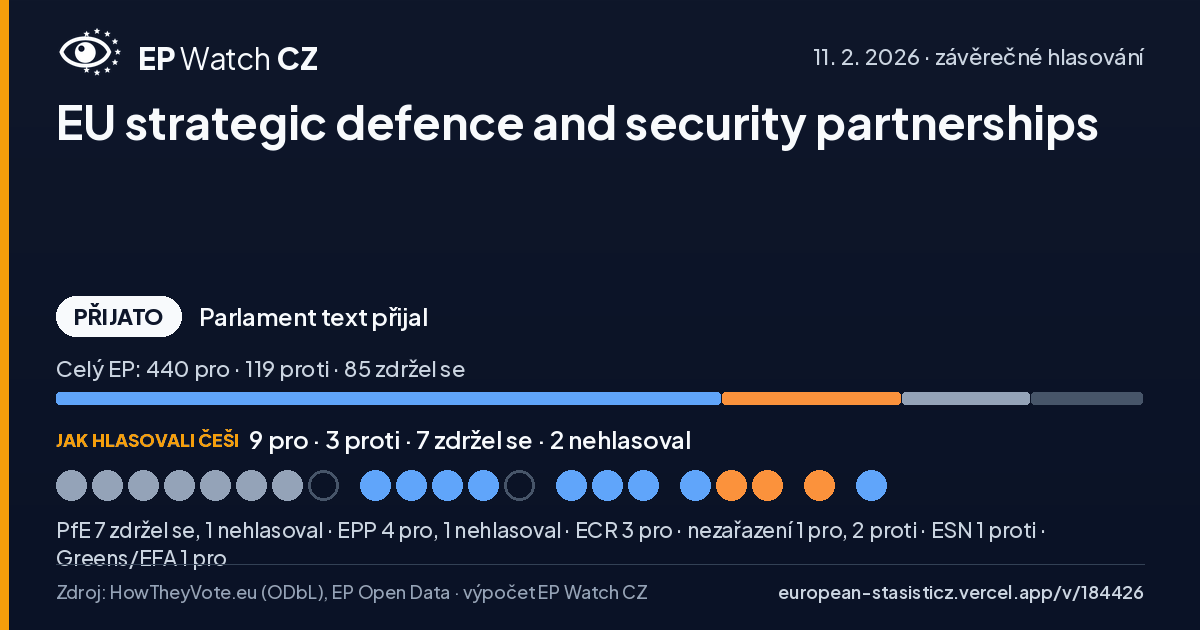 EP Watch CZ
11. 2. 2026 · závěrečné hlasování
EU strategic defence and security partnerships
PŘIJATO Parlament text přijal
Celý EP: 440 pro · 119 proti · 85 zdržel se
JAK HLASOVALI ČEŠI 9 pro · 3 proti · 7 zdržel se · 2 nehlasoval
PfE 7 zdržel se, 1 nehlasoval · EPP 4 pro, 1 nehlasoval · ECR 3 pro · nezařazení 1 pro, 2 proti · ESN 1 proti ·
Greens/EFA 1 pro
Zdroj: HowTheyVote.eu (ODbL), EP Open Data · výpočet EP Watch CZ
european-stasisticz.vercel.app/v/184426